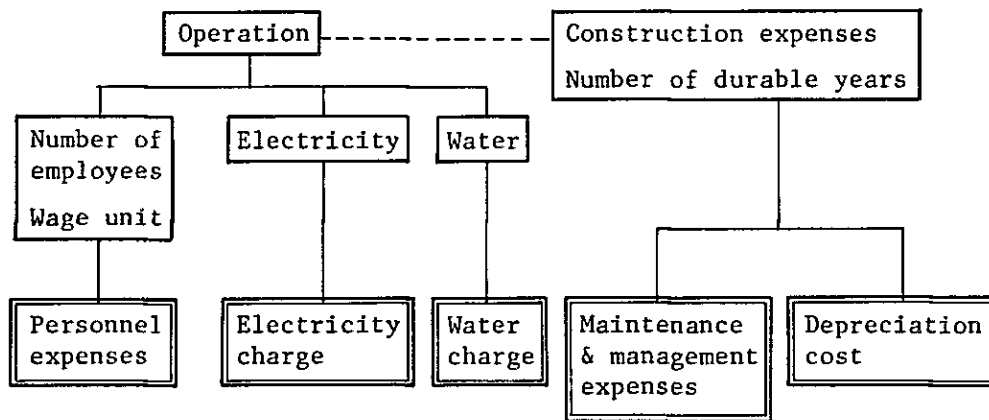 Operation
Construction expenses
Number of durable years
Number of
employees
Wage unit
Electricity
Water
Personnel
expenses
Electricity
charge
Water
charge
Maintenance
& management
expenses
Depreciation
cost